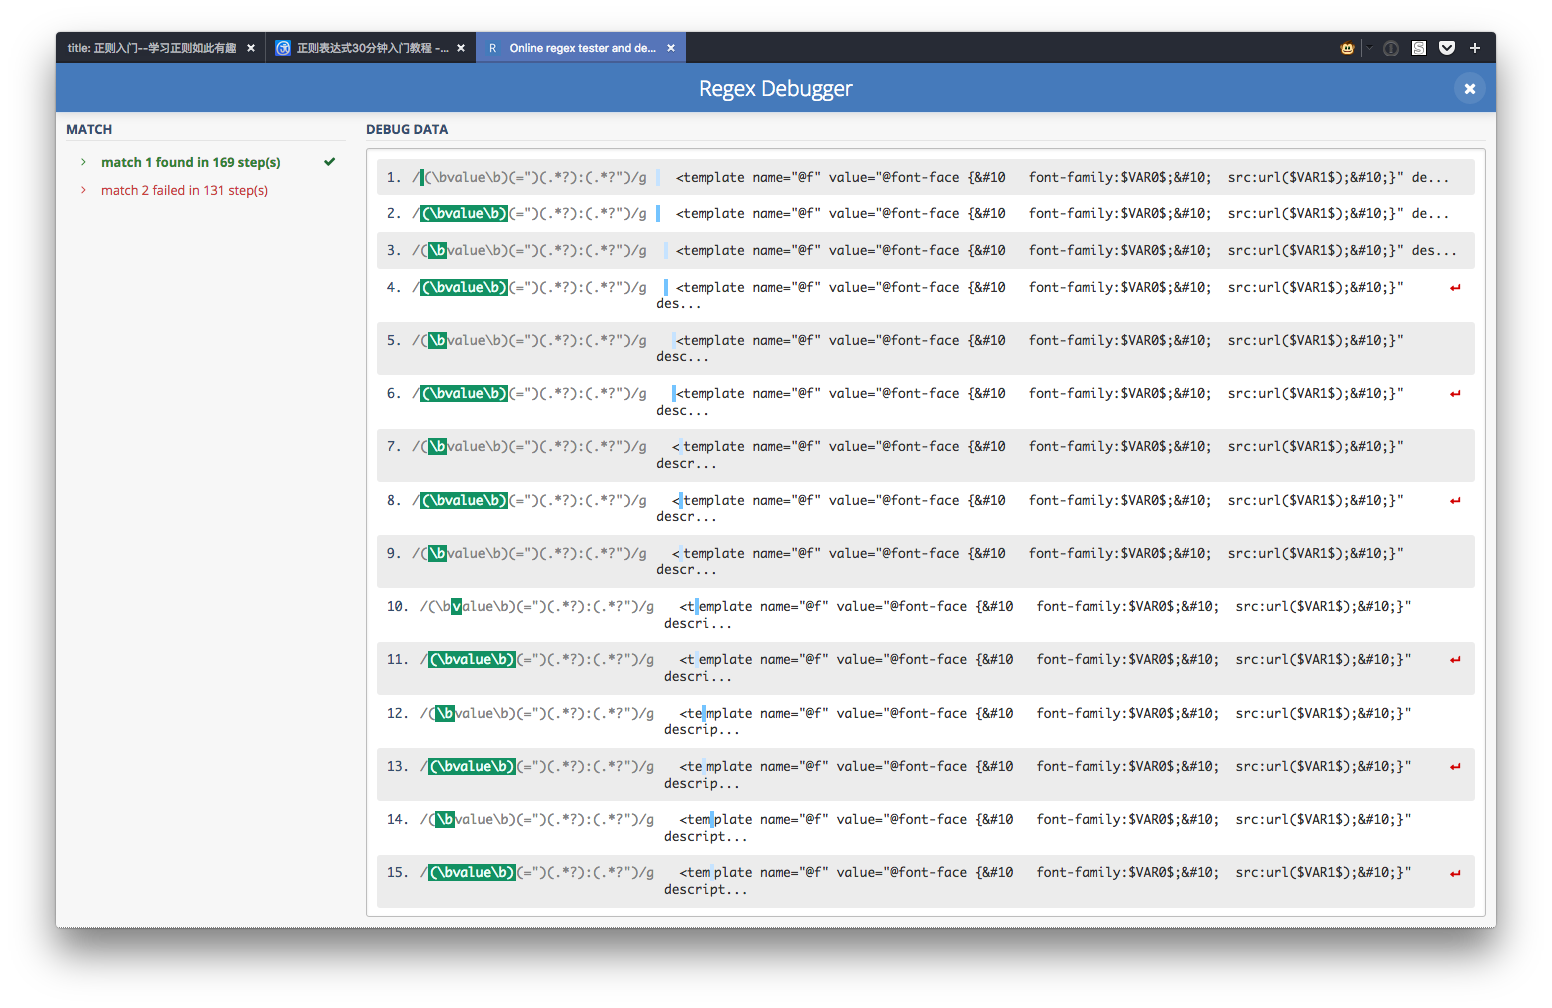 title: 正则入门--学习正则如此有趣 × 正则表达式30分钟入门教程 -... × R Online regex tester and de... ×
Regex Debugger
MATCH
match 1 found in 169 step(s)
match 2 failed in 131 step(s)
DEBUG DATA
1. /(\bvalue\b)(=")(.*?):(.*?")/g <template name="@f" value="@font-face {&#10   font-family:$VAR0$;&#10;  src:url($VAR1$);&#10;}" de...
2. /(\bvalue\b)(=")(.*?):(.*?")/g <template name="@f" value="@font-face {&#10   font-family:$VAR0$;&#10;  src:url($VAR1$);&#10;}" de...
3. /(\bvalue\b)(=")(.*?):(.*?")/g <template name="@f" value="@font-face {&#10   font-family:$VAR0$;&#10;  src:url($VAR1$);&#10;}" des...
4. /(\bvalue\b)(=")(.*?):(.*?")/g <template name="@f" value="@font-face {&#10   font-family:$VAR0$;&#10;  src:url($VAR1$);&#10;}"
des...
5. /(\bvalue\b)(=")(.*?):(.*?")/g <template name="@f" value="@font-face {&#10   font-family:$VAR0$;&#10;  src:url($VAR1$);&#10;}"
desc...
6. /(\bvalue\b)(=")(.*?):(.*?")/g <template name="@f" value="@font-face {&#10   font-family:$VAR0$;&#10;  src:url($VAR1$);&#10;}"
desc...
7. /(\bvalue\b)(=")(.*?):(.*?")/g <template name="@f" value="@font-face {&#10   font-family:$VAR0$;&#10;  src:url($VAR1$);&#10;}"
descr...
8. /(\bvalue\b)(=")(.*?):(.*?")/g <template name="@f" value="@font-face {&#10   font-family:$VAR0$;&#10;  src:url($VAR1$);&#10;}"
descr...
9. /(\bvalue\b)(=")(.*?):(.*?")/g <template name="@f" value="@font-face {&#10   font-family:$VAR0$;&#10;  src:url($VAR1$);&#10;}"
descr...
10. /(\bvalue\b)(=")(.*?):(.*?")/g <template name="@f" value="@font-face {&#10   font-family:$VAR0$;&#10;  src:url($VAR1$);&#10;}"
descri...
11. /(\bvalue\b)(=")(.*?):(.*?")/g <template name="@f" value="@font-face {&#10   font-family:$VAR0$;&#10;  src:url($VAR1$);&#10;}"
descri...
12. /(\bvalue\b)(=")(.*?):(.*?")/g <template name="@f" value="@font-face {&#10   font-family:$VAR0$;&#10;  src:url($VAR1$);&#10;}"
descrip...
13. /(\bvalue\b)(=")(.*?):(.*?")/g <template name="@f" value="@font-face {&#10   font-family:$VAR0$;&#10;  src:url($VAR1$);&#10;}"
descrip...
14. /(\bvalue\b)(=")(.*?):(.*?")/g <template name="@f" value="@font-face {&#10   font-family:$VAR0$;&#10;  src:url($VAR1$);&#10;}"
descript...
15. /(\bvalue\b)(=")(.*?):(.*?")/g <template name="@f" value="@font-face {&#10   font-family:$VAR0$;&#10;  src:url($VAR1$);&#10;}"
descript...